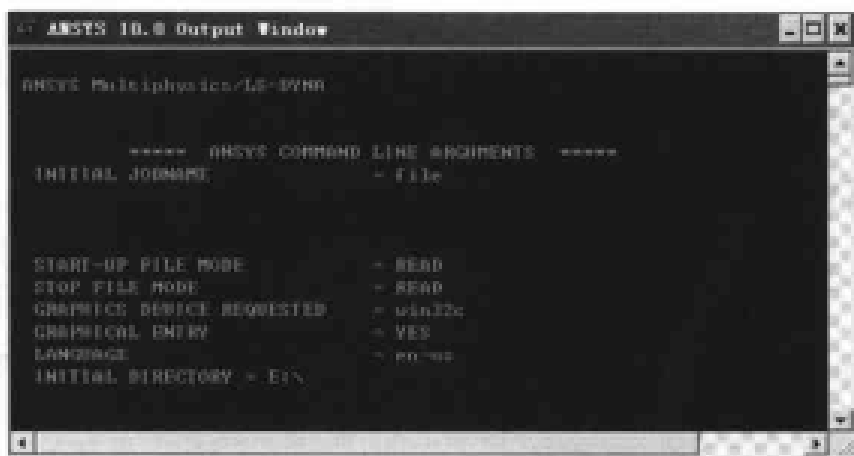 ANSYS 10.0 Output Window
ANSYS Multiphysics/LS-DYNA
***** ANSYS COMMAND LINE ARGUMENTS *****
INITIAL JOBNAME = file
START-UP FILE MODE = READ
STOP FILE MODE = READ
GRAPHICS DEVICE REQUESTED = win32c
GRAPHICAL ENTRY = YES
LANGUAGE = en-us
INITIAL DIRECTORY = E:\